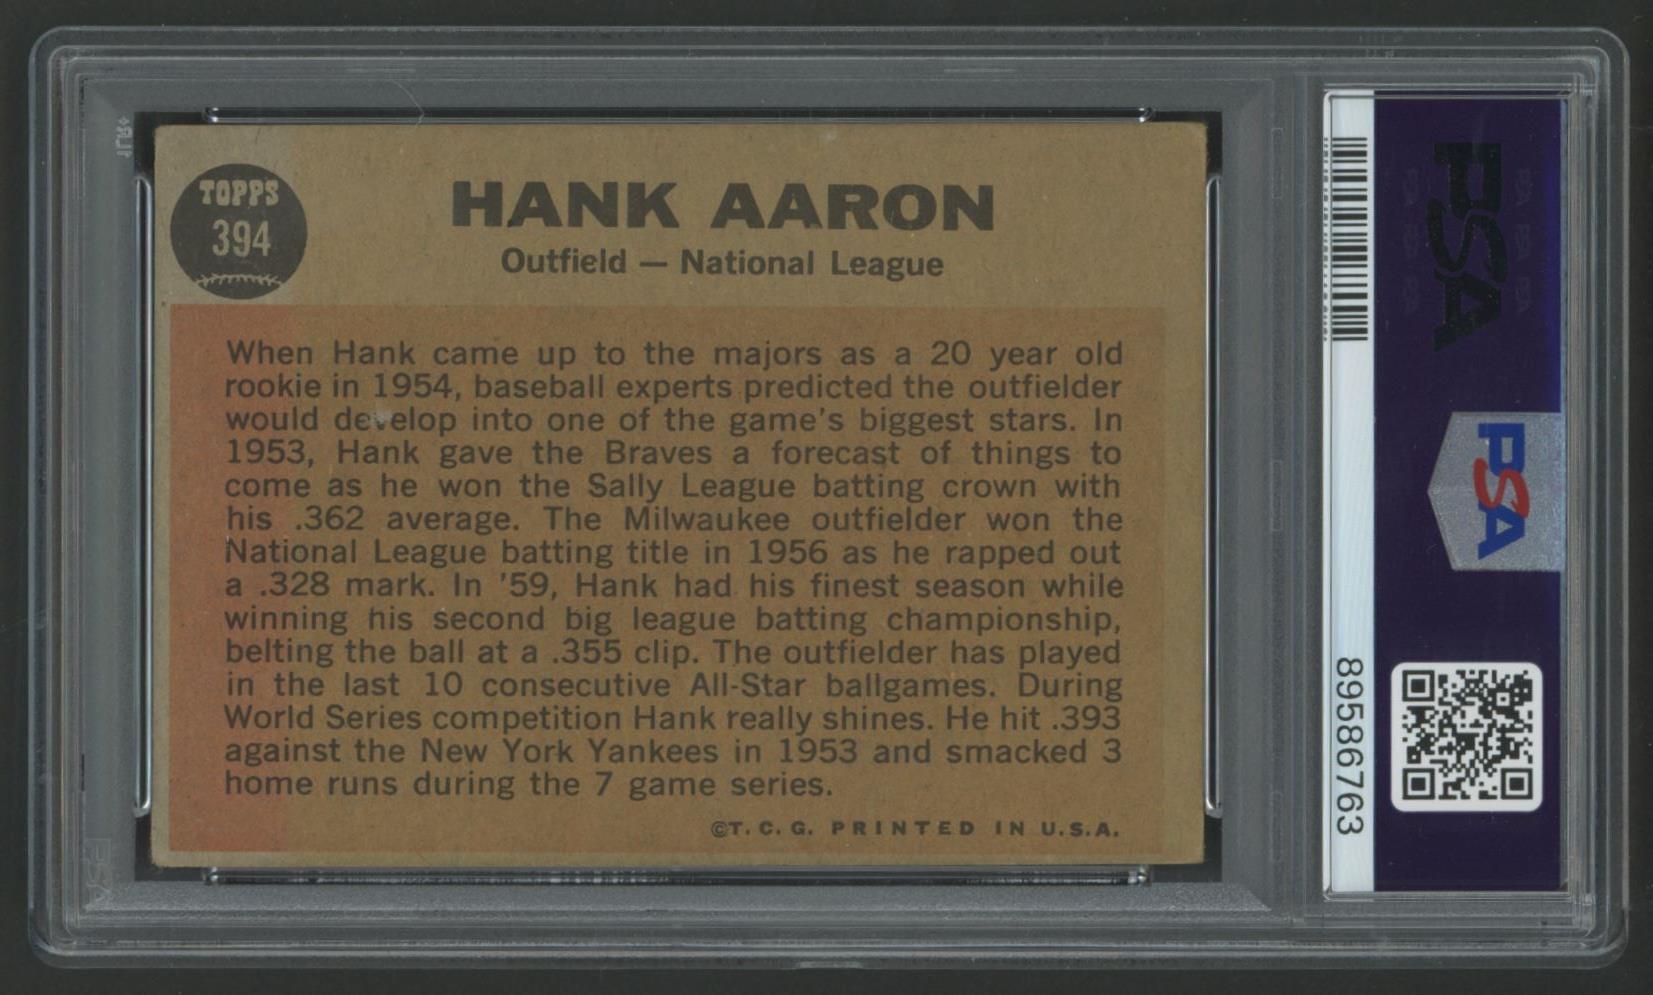 TOPPS
394
HANK AARON
Outfield — National League
When Hank came up to the majors as a 20 year old
rookie in 1954, baseball experts predicted the outfielder
would develop into one of the game's biggest stars. In
1953, Hank gave the Braves a forecast of things to
come as he won the Sally League batting crown with
his .362 average. The Milwaukee outfielder won the
National League batting title in 1956 as he rapped out
a .328 mark. In '59, Hank had his finest season while
winning his second big league batting championship,
belting the ball at a .355 clip. The outfielder has played
in the last 10 consecutive All-Star ballgames. During
World Series competition Hank really shines. He hit .393
against the New York Yankees in 1953 and smacked 3
home runs during the 7 game series.
©T. C. G. PRINTED IN U.S.A.
PSA
PSA
89586763